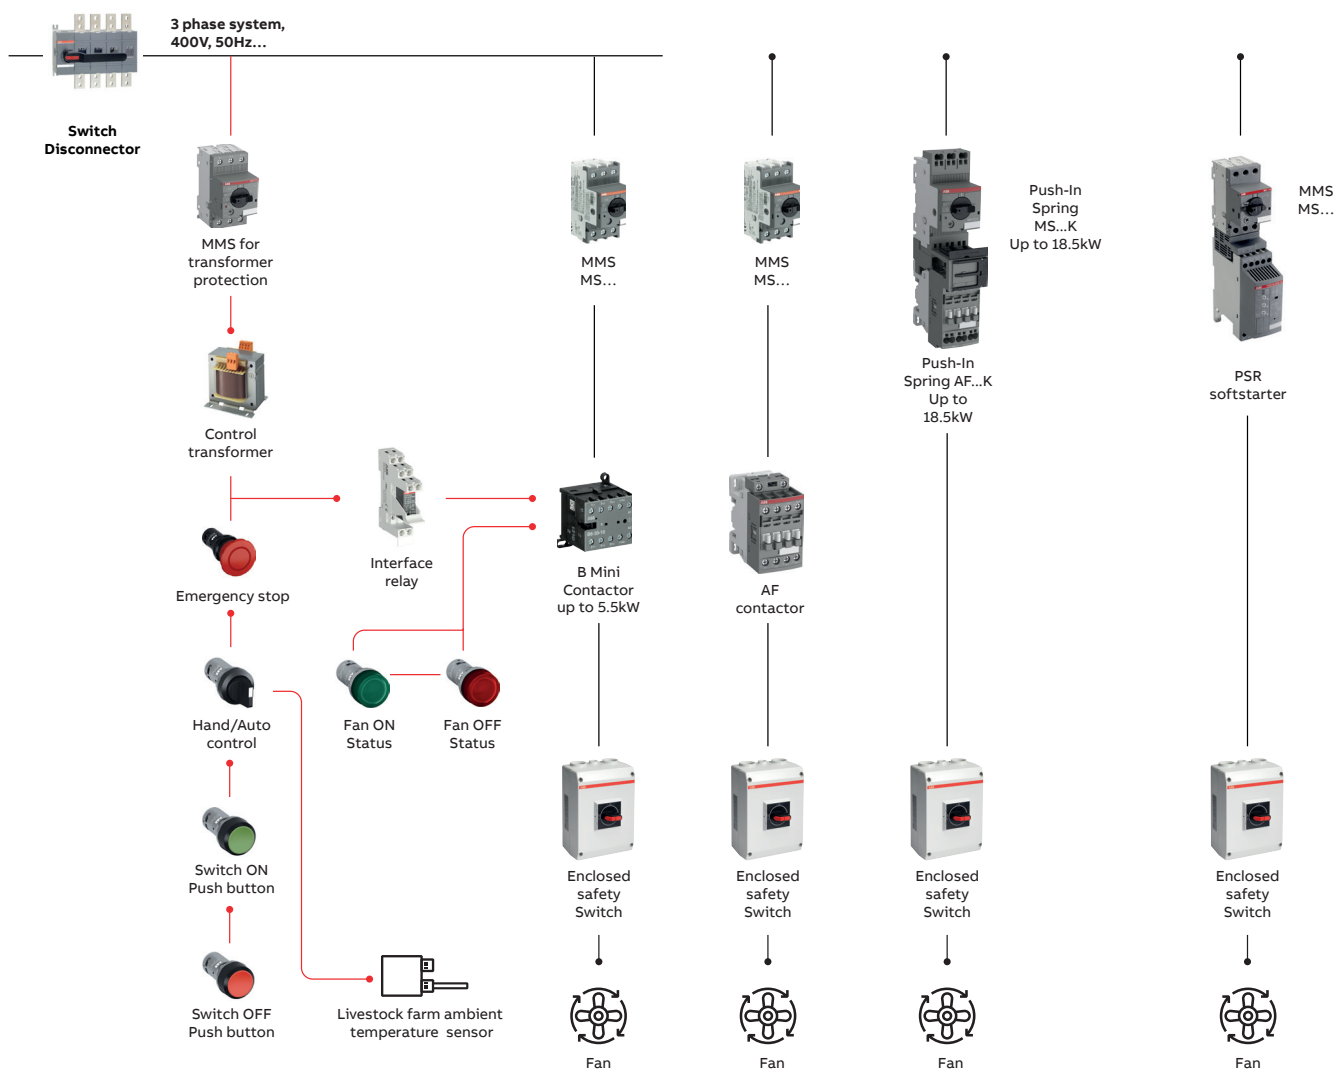 3 phase system,
400V, 50Hz...
Switch
Disconnector
MMS for
transformer
protection
MMS
MS...
MMS
MS...
Push-In
Spring
MS...K
Up to 18.5kW
MMS
MS...
Control
transformer
Push-In
Spring AF...K
Up to
18.5kW
PSR
softstarter
Emergency stop
Interface
relay
B Mini
Contactor
up to 5.5kW
AF
contactor
Hand/Auto
control
Fan ON
Status
Fan OFF
Status
Switch ON
Push button
Enclosed
safety
Switch
Enclosed
safety
Switch
Enclosed
safety
Switch
Enclosed
safety
Switch
Switch OFF
Push button
Livestock farm ambient
temperature sensor
Fan
Fan
Fan
Fan